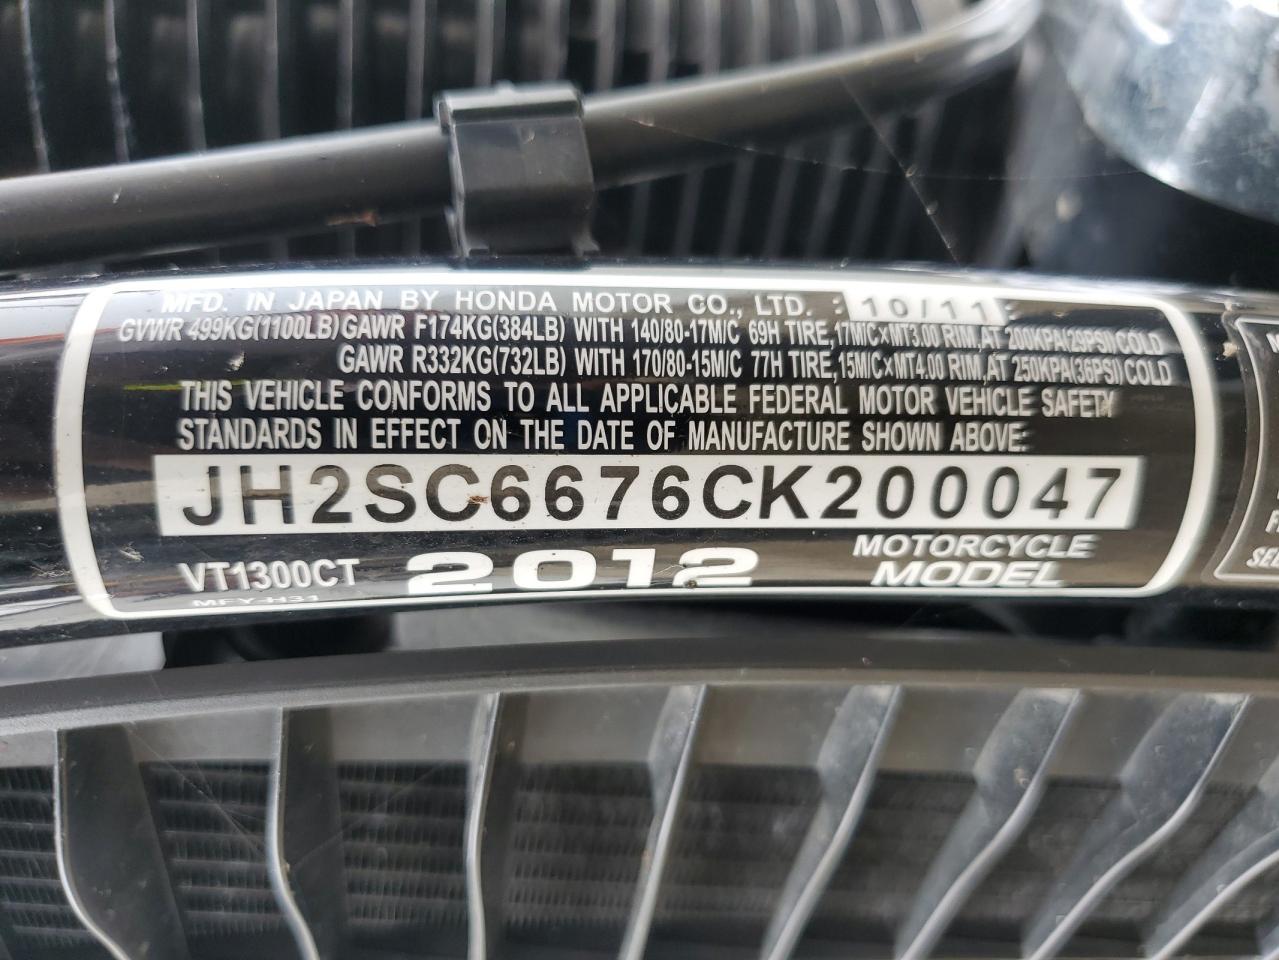 MFD. IN JAPAN BY HONDA MOTOR CO., LTD. : 10/11
GVWR 499KG(1100LB) GAWR F174KG(384LB) WITH 140/80-17M/C 69H TIRE, 17M/C×MT3.00 RIM, AT 200KPA(29PSI) COLD
GAWR R332KG(732LB) WITH 170/80-15M/C 77H TIRE, 15M/C×MT4.00 RIM, AT 250KPA(36PSI) COLD
THIS VEHICLE CONFORMS TO ALL APPLICABLE FEDERAL MOTOR VEHICLE SAFETY
STANDARDS IN EFFECT ON THE DATE OF MANUFACTURE SHOWN ABOVE:
JH2SC6676CK200047
VT1300CT 2012 MOTORCYCLE MODEL
MFY-H31